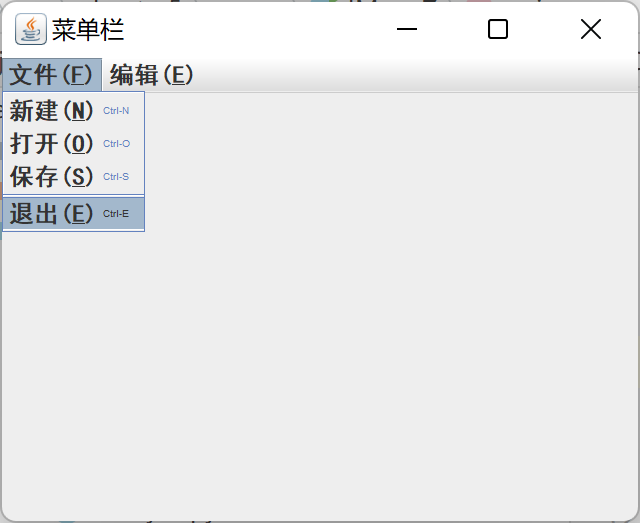 菜单栏
文件(F) 编辑(E)
新建(N) Ctrl-N
打开(O) Ctrl-O
保存(S) Ctrl-S
退出(E) Ctrl-E